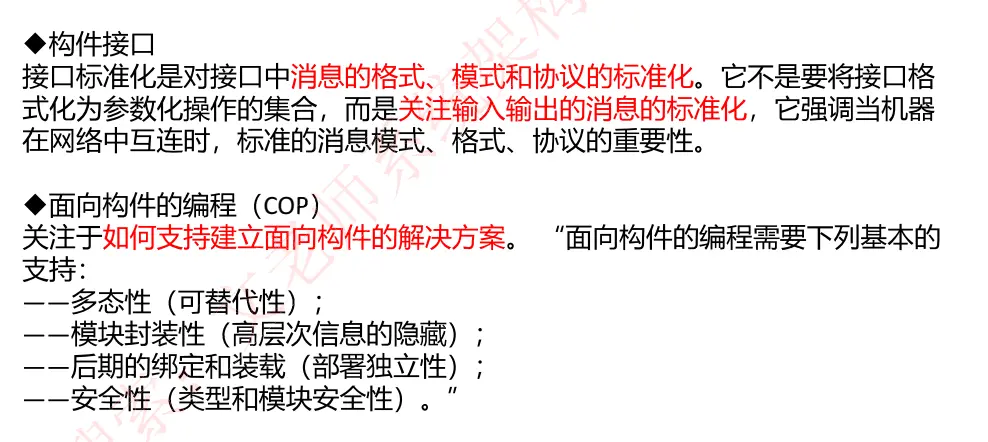 ◆构件接口
接口标准化是对接口中消息的格式、模式和协议的标准化。它不是要将接口格
式化为参数化操作的集合，而是关注输入输出的消息的标准化，它强调当机器
在网络中互连时，标准的消息模式、格式、协议的重要性。
◆面向构件的编程（COP）
关注于如何支持建立面向构件的解决方案。 “面向构件的编程需要下列基本的
支持：
——多态性（可替代性）；
——模块封装性（高层次信息的隐藏）；
——后期的绑定和装载（部署独立性）；
——安全性（类型和模块安全性）。”